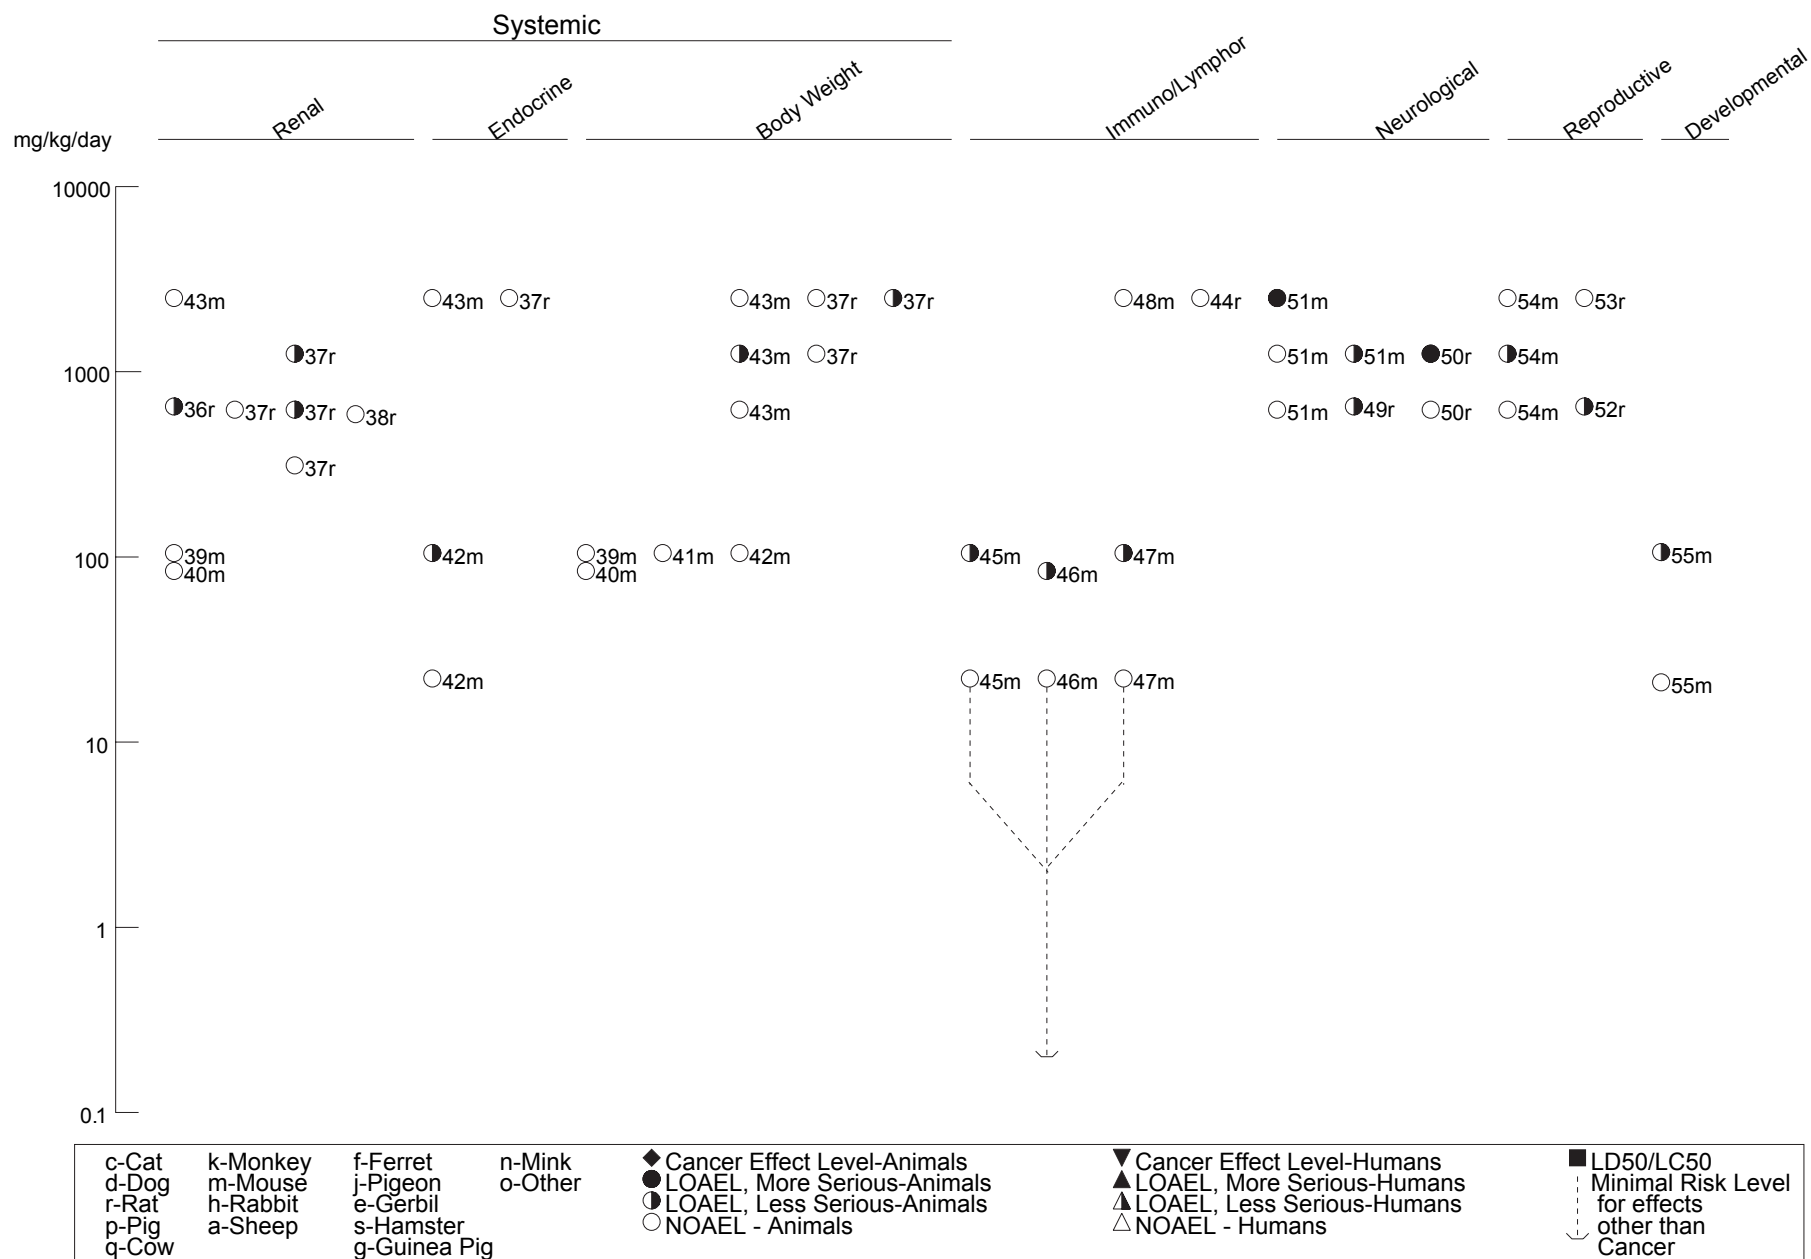 Systemic
Renal Endocrine Body Weight Immuno/Lymphor Neurological Reproductive Developmental
mg/kg/day
10000
43m 43m 37r 43m 37r 37r 48m 44r 51m 54m 53r
37r 43m 37r 51m 51m 50r 54m
1000
36r 37r 37r 38r 43m 51m 49r 50r 54m 52r
37r
100
39m 42m 39m 41m 42m 45m 47m 55m
40m 40m 46m
42m 45m 46m 47m 55m
10
1
0.1
c-Cat k-Monkey f-Ferret n-Mink Cancer Effect Level-Animals Cancer Effect Level-Humans LD50/LC50
d-Dog m-Mouse j-Pigeon o-Other LOAEL, More Serious-Animals LOAEL, More Serious-Humans Minimal Risk Level
r-Rat h-Rabbit e-Gerbil LOAEL, Less Serious-Animals LOAEL, Less Serious-Humans for effects
p-Pig a-Sheep s-Hamster NOAEL - Animals NOAEL - Humans other than
q-Cow g-Guinea Pig Cancer